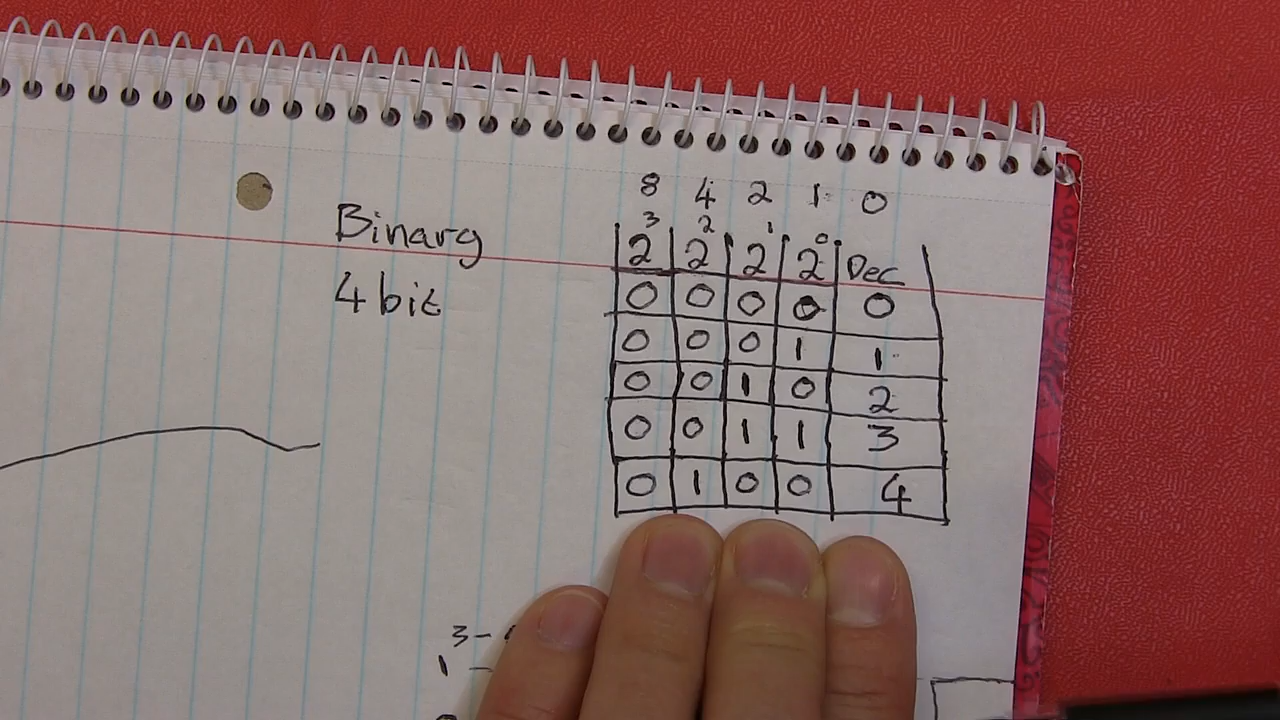 8 4 2 1 0
Binary
4 bit
2³ 2² 2¹ 2⁰ Dec
0 0 0 0 0
0 0 0 1 1
0 0 1 0 2
0 0 1 1 3
0 1 0 0 4
3 -
1 -